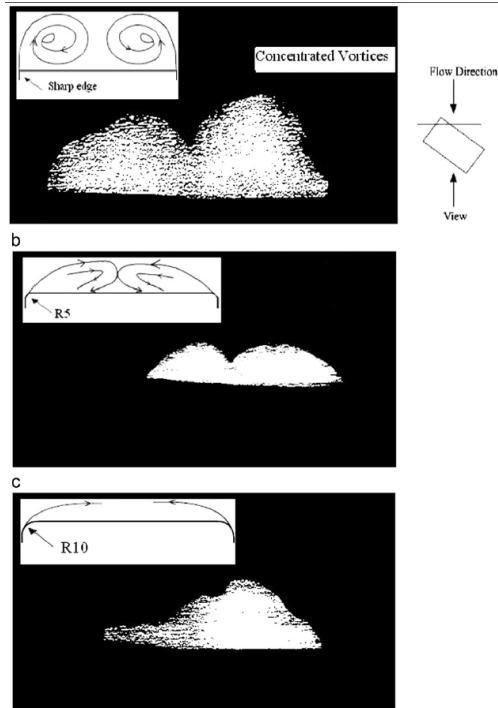 Sharp edge
Concentrated Vortices
Flow Direction
View
b
R5
c
R10